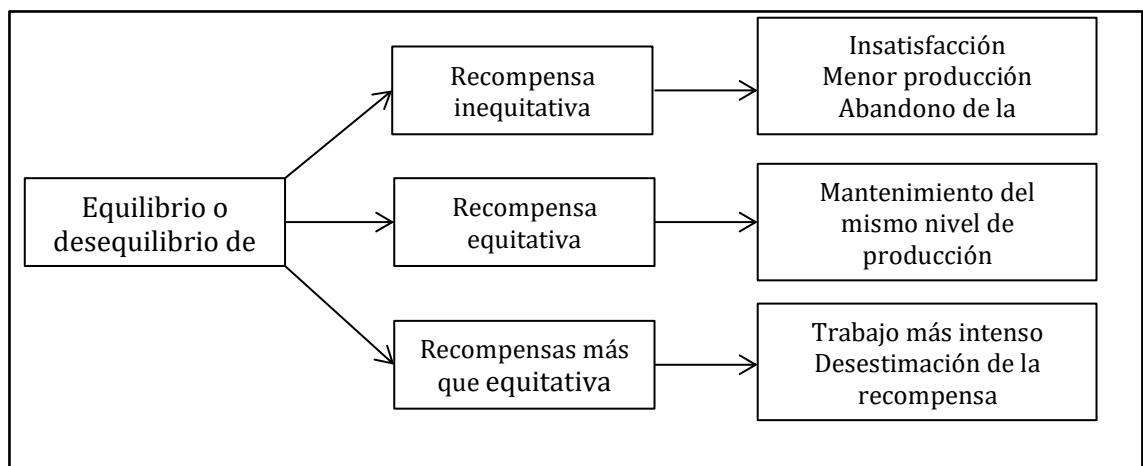 Equilibrio o
desequilibrio de
Recompensa
inequitativa
Insatisfacción
Menor producción
Abandono de la
Recompensa
equitativa
Mantenimiento del
mismo nivel de
producción
Recompensas más
que equitativa
Trabajo más intenso
Desestimación de la
recompensa